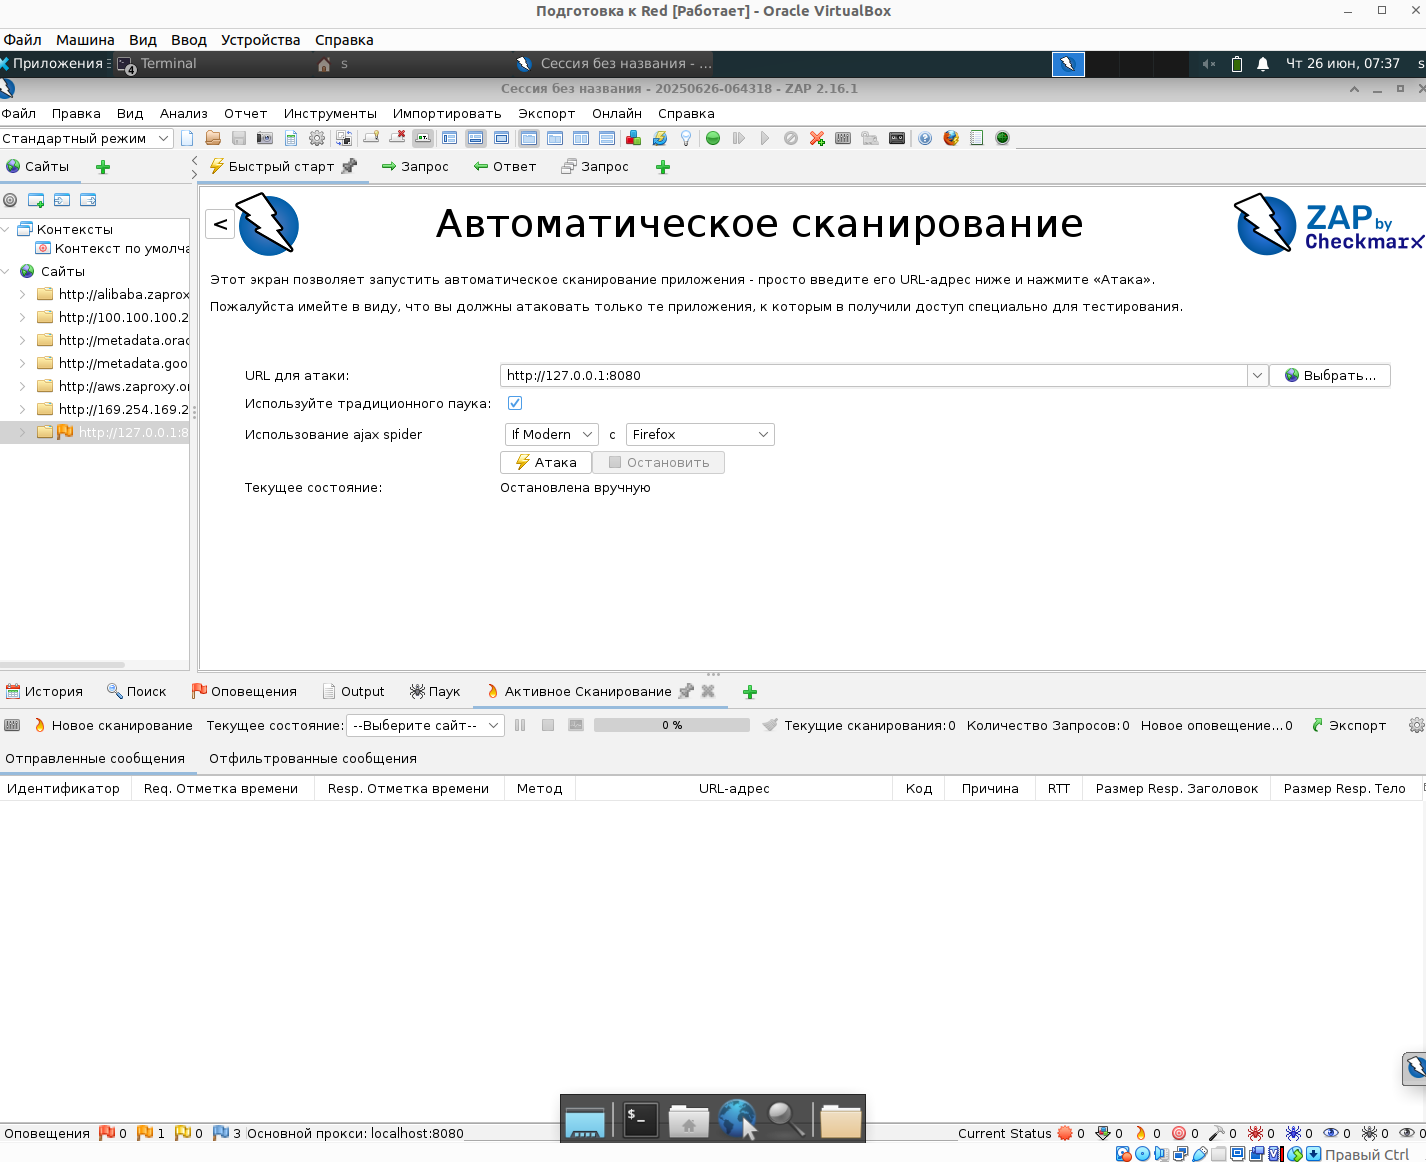 Подготовка к Red [Работает] - Oracle VirtualBox
Файл Машина Вид Ввод Устройства Справка
Приложения 4 Terminal s Сессия без названия - ... Чт 26 июн, 07:37 s
Сессия без названия - 20250626-064318 - ZAP 2.16.1
Файл Правка Вид Анализ Отчет Инструменты Импортировать Экспорт Онлайн Справка
Стандартный режим
Сайты Быстрый старт Запрос Ответ Запрос
Контексты
Контекст по умолча
Сайты
http://alibaba.zaprox
http://100.100.100.2
http://metadata.orac
http://metadata.goo
http://aws.zaproxy.or
http://169.254.169.2
http://127.0.0.1:8
< Автоматическое сканирование
ZAP by Checkmarx
Этот экран позволяет запустить автоматическое сканирование приложения - просто введите его URL-адрес ниже и нажмите «Атака».
Пожалуйста имейте в виду, что вы должны атаковать только те приложения, к которым в получили доступ специально для тестирования.
URL для атаки: http://127.0.0.1:8080 Выбрать...
Используйте традиционного паука:
Использование ajax spider If Modern с Firefox
Атака Остановить
Текущее состояние: Остановлена вручную
История Поиск Оповещения Output Паук Активное Сканирование
Новое сканирование Текущее состояние: --Выберите сайт-- 0 % Текущие сканирования:0 Количество Запросов:0 Новое оповещение...0 Экспорт
Отправленные сообщения Отфильтрованные сообщения
Идентификатор Req. Отметка времени Resp. Отметка времени Метод URL-адрес Код Причина RTT Размер Resp. Заголовок Размер Resp. Тело
Оповещения 0 1 0 3 Основной прокси: localhost:8080 Current Status 0 0 0 0 0 0 0 0 0 0
Правый Ctrl